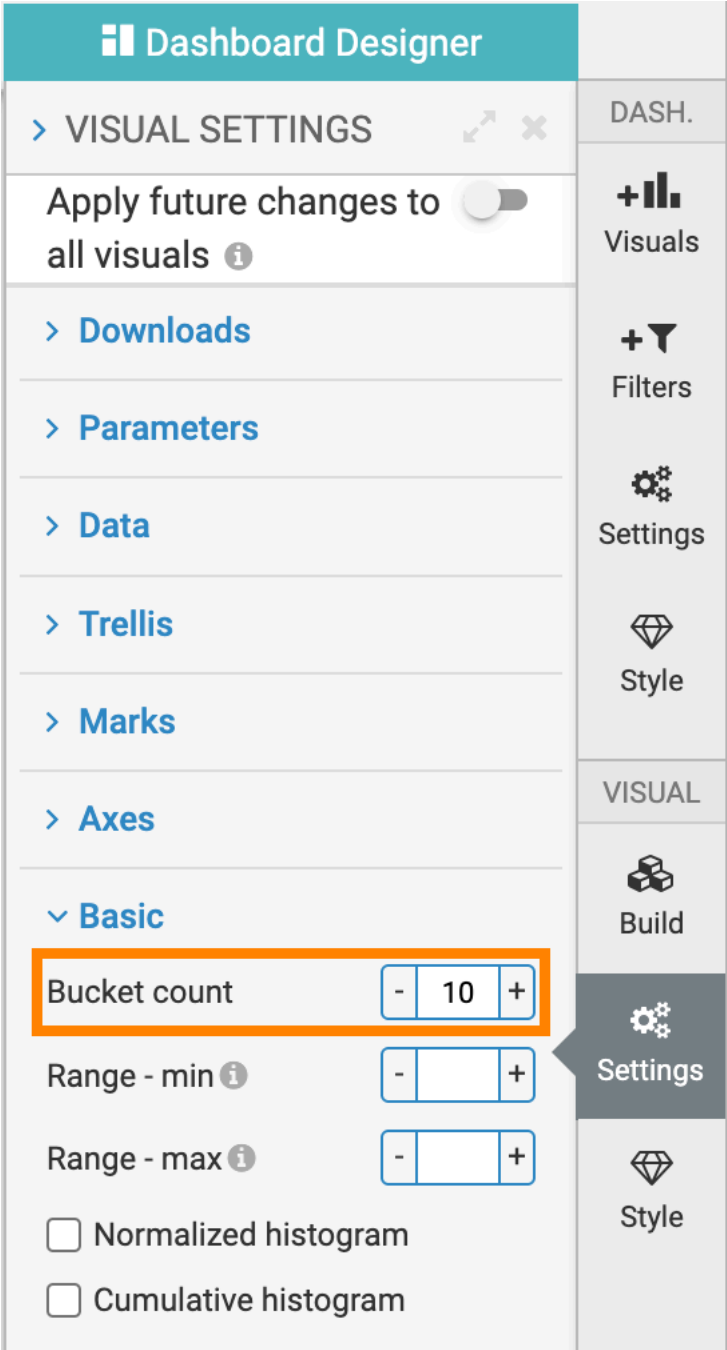 Dashboard Designer
VISUAL SETTINGS
Apply future changes to
all visuals
Downloads
Parameters
Data
Trellis
Marks
Axes
Basic
Bucket count - 10 +
Range - min - +
Range - max - +
Normalized histogram
Cumulative histogram
DASH.
Visuals
Filters
Settings
Style
VISUAL
Build
Settings
Style